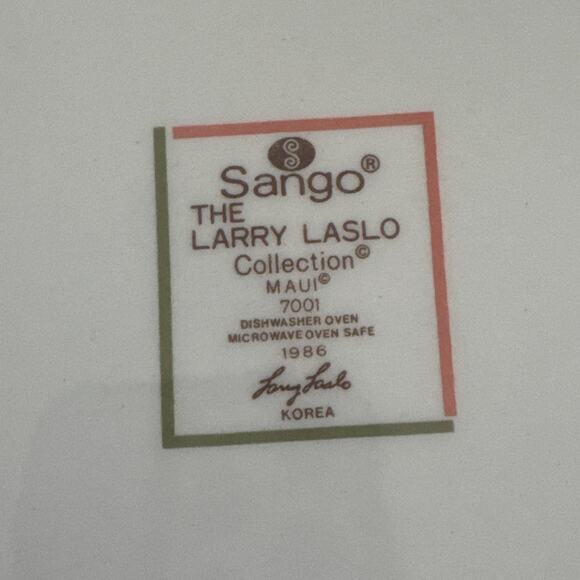 S
Sango®
THE
LARRY LASLO
Collection©
MAUI©
7001
DISHWASHER OVEN
MICROWAVE OVEN SAFE
1986
Larry Laslo
KOREA